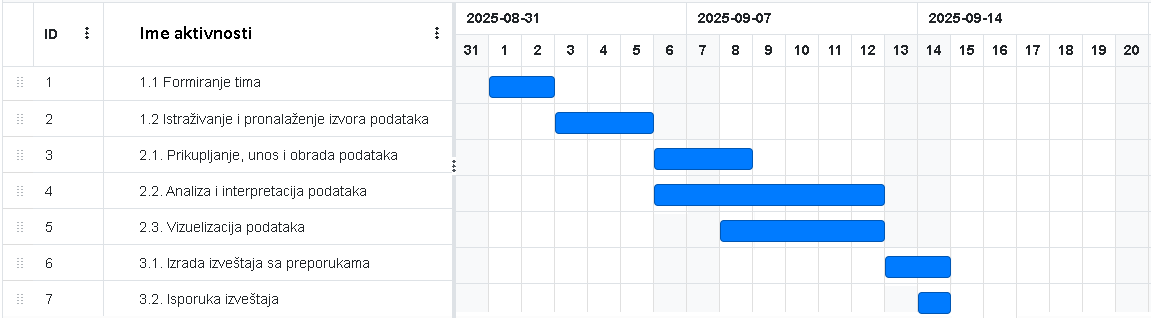 2025-08-31 2025-09-07 2025-09-14
ID Ime aktivnosti
31 1 2 3 4 5 6 7 8 9 10 11 12 13 14 15 16 17 18 19 20
1 1.1 Formiranje tima
2 1.2 Istraživanje i pronalaženje izvora podataka
3 2.1. Prikupljanje, unos i obrada podataka
4 2.2. Analiza i interpretacija podataka
5 2.3. Vizuelizacija podataka
6 3.1. Izrada izveštaja sa preporukama
7 3.2. Isporuka izveštaja